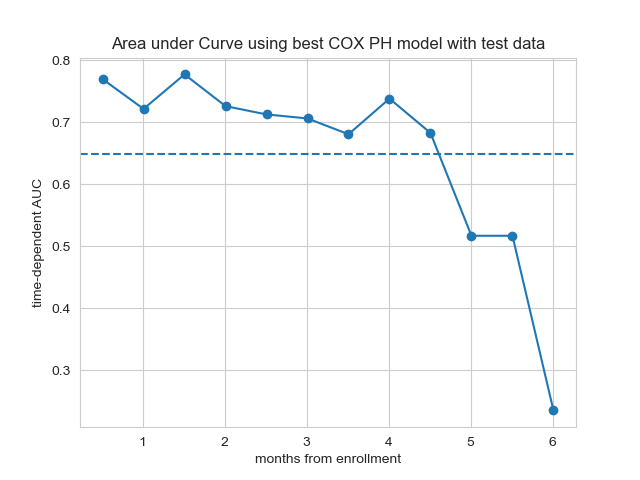 Area under Curve using best COX PH model with test data
0.8
0.7
0.6
0.5
0.4
0.3
time-dependent AUC
1 2 3 4 5 6
months from enrollment